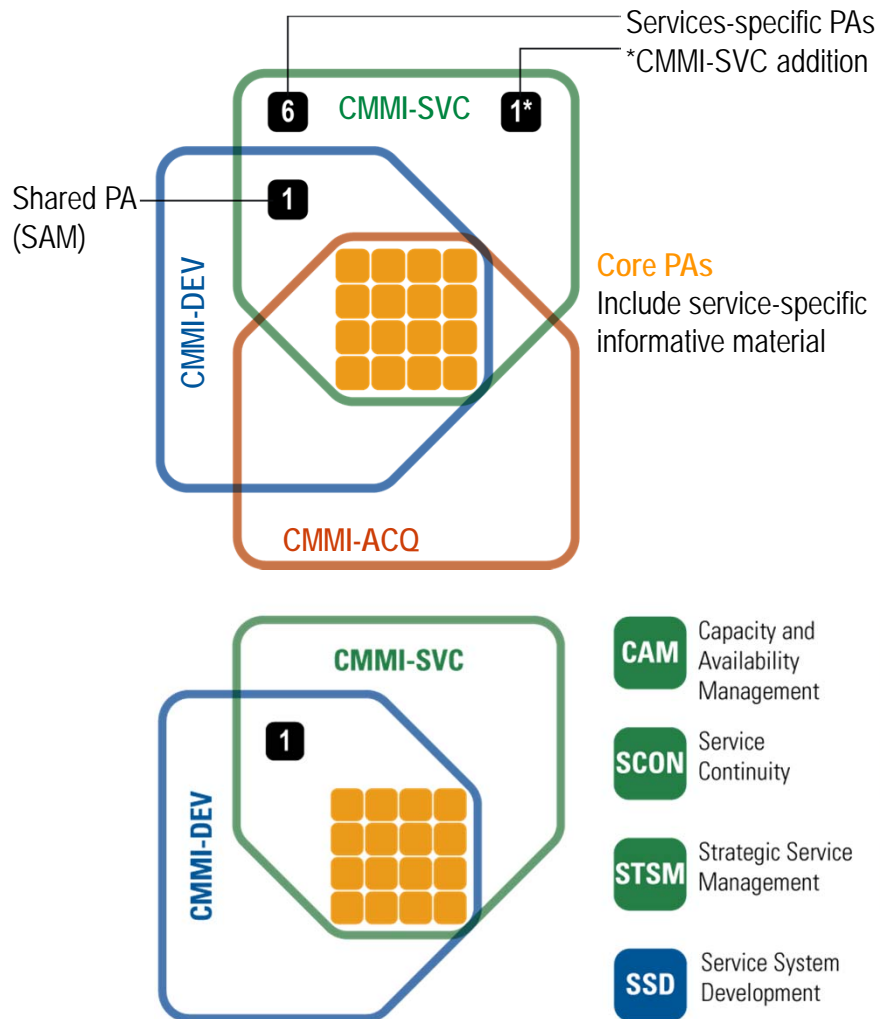 Services-specific PAs
*CMMI-SVC addition
6
CMMI-SVC
1*
Shared PA
(SAM)
1
CMMI-DEV
Core PAs
Include service-specific
informative material
CMMI-ACQ
CMMI-SVC
1
CMMI-DEV
CAM
Capacity and
Availability
Management
SCON
Service
Continuity
STSM
Strategic Service
Management
SSD
Service System
Development